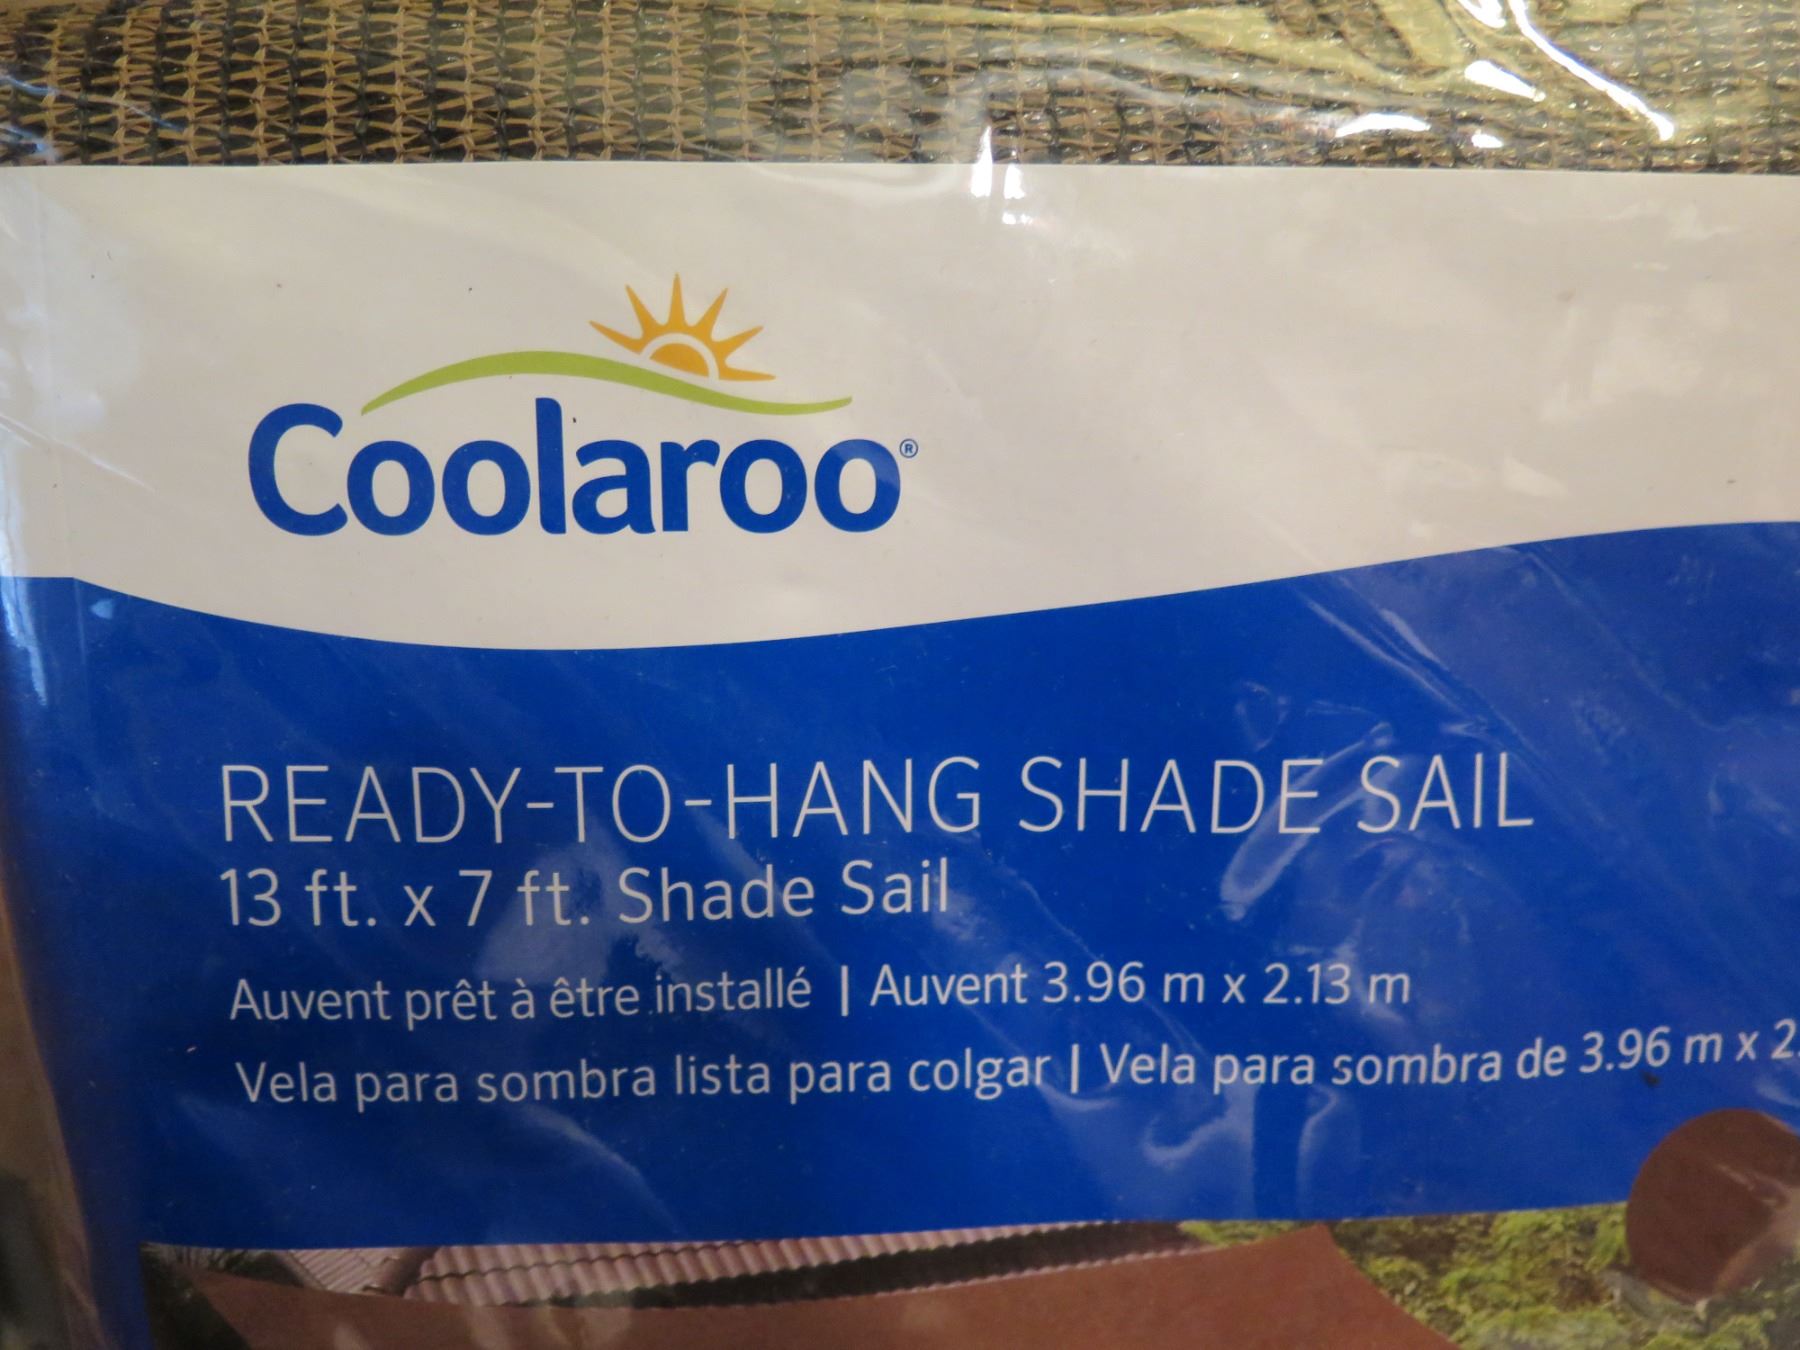 Coolaroo®
READY-TO-HANG SHADE SAIL
13 ft. x 7 ft. Shade Sail
Auvent prêt à être installé | Auvent 3.96 m x 2.13 m
Vela para sombra lista para colgar | Vela para sombra de 3.96 m x 2.